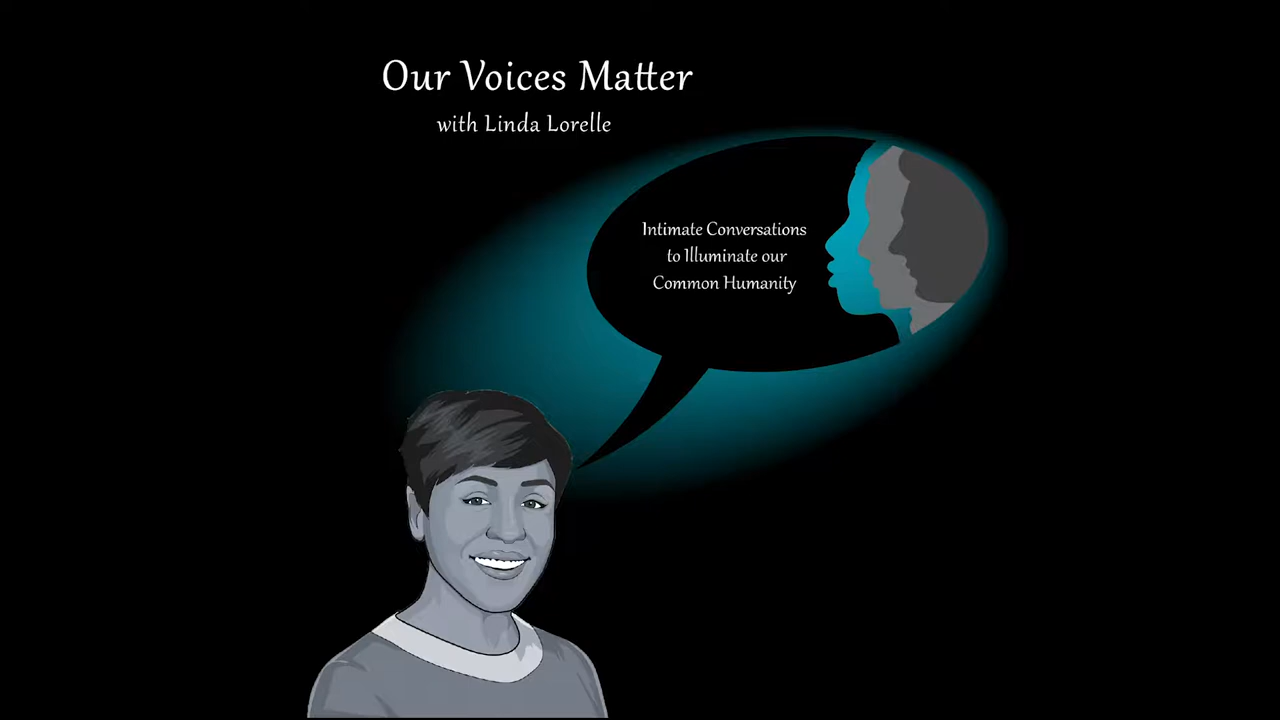 Our Voices Matter
with Linda Lorelle
Intimate Conversations
to Illuminate our
Common Humanity